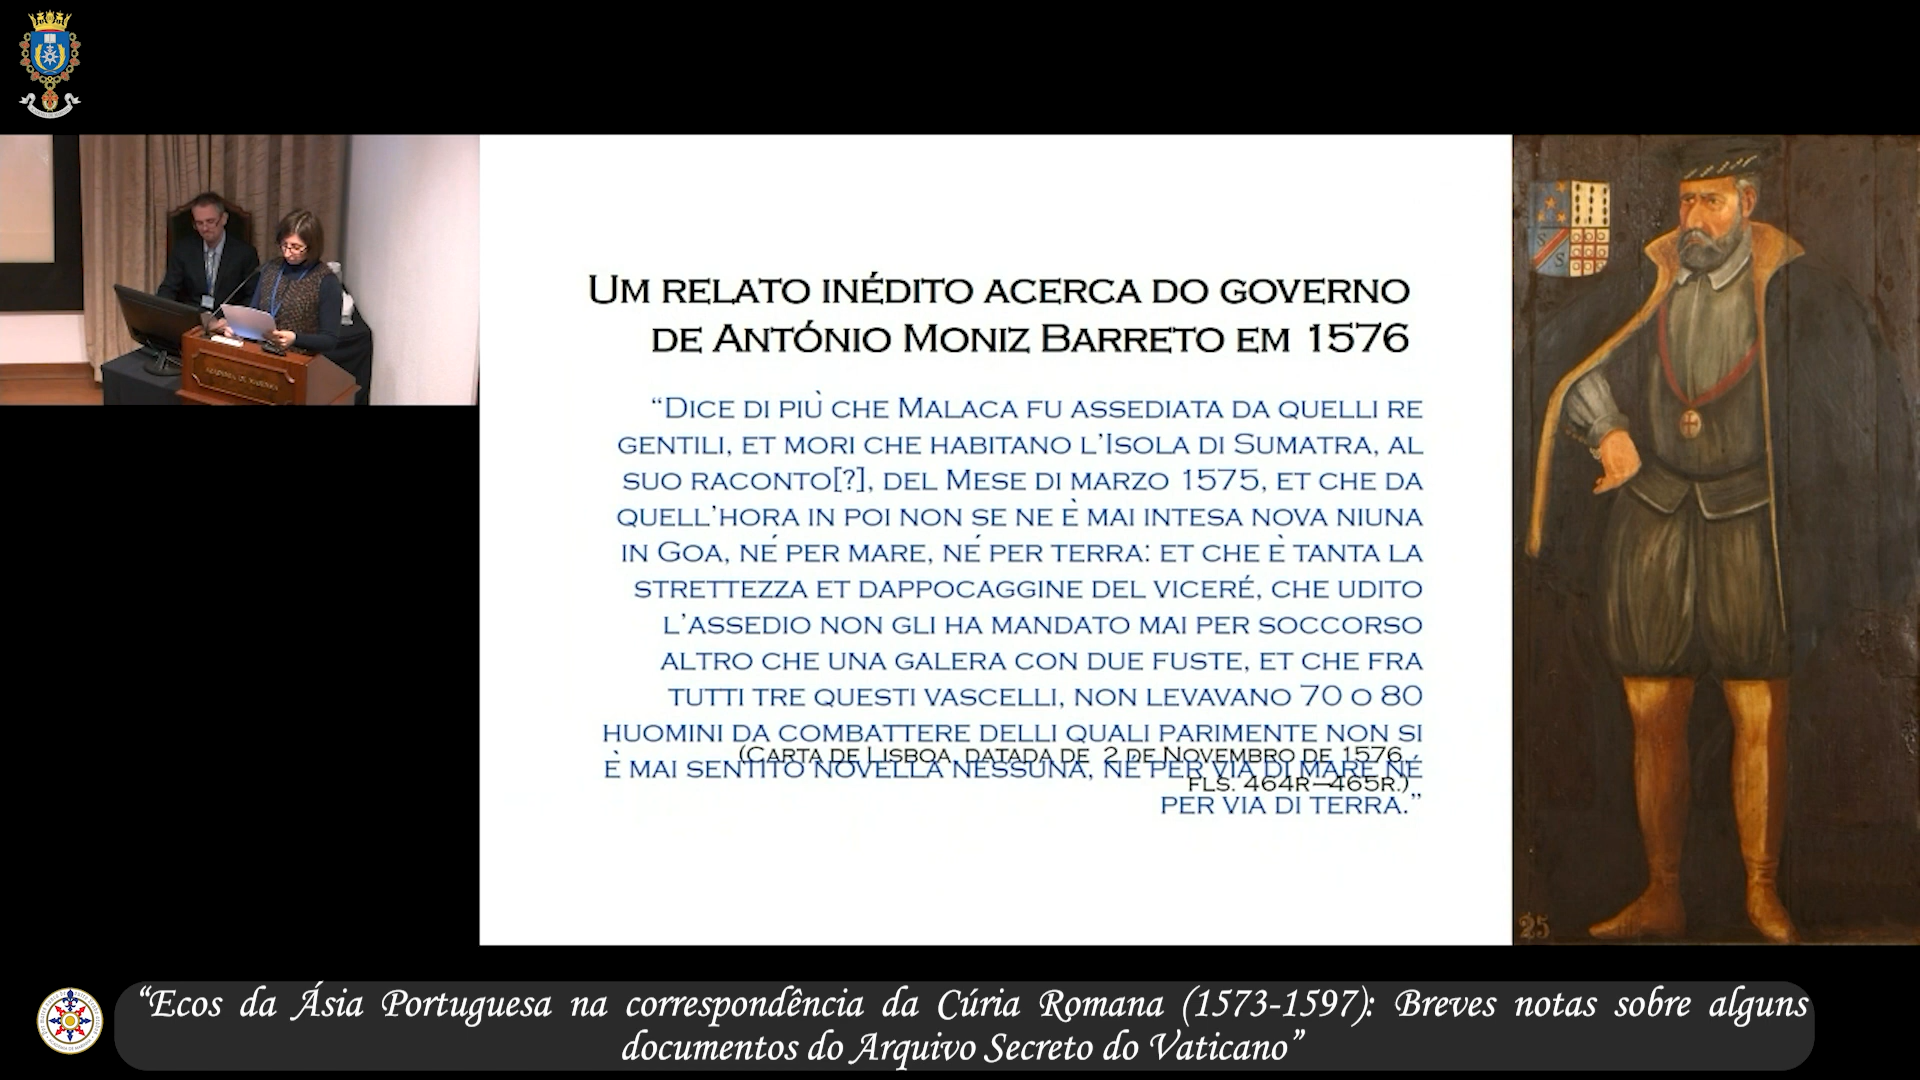 UM RELATO INÉDITO ACERCA DO GOVERNO
DE ANTÓNIO MONIZ BARRETO EM 1576
“DICE DI PIÙ CHE MALACA FU ASSEDIATA DA QUELLI RE
GENTILI, ET MORI CHE HABITANO L’ISOLA DI SUMATRA, AL
SUO RACCONTO[?], DEL MESE DI MARZO 1575, ET CHE DA
QUELL’HORA IN POI NON SE NE È MAI INTESA NOVA NIUNA
IN GOA, NÉ PER MARE, NÉ PER TERRA: ET CHE È TANTA LA
STRETTEZZA ET DAPPOCAGGINE DEL VICERÉ, CHE UDITO
L’ASSEDIO NON GLI HA MANDATO MAI PER SOCCORSO
ALTRO CHE UNA GALERA CON DUE FUSTE, ET CHE FRA
TUTTI TRE QUESTI VASCELLI, NON LEVAVANO 70 O 80
HUOMINI DA COMBATTERE DELLI QUALI PARIMENTE NON SI
È MAI SENTITO NOVELLA NESSUNA, NÉ PER VIA DI MARE NÉ
PER VIA DI TERRA.”
(CARTA DE LISBOA, DATADA DE 2 DE NOVEMBRO DE 1576,
FLS. 464R—465R.)
25
“Ecos da Ásia Portuguesa na correspondência da Cúria Romana (1573-1597): Breves notas sobre alguns
documentos do Arquivo Secreto do Vaticano”